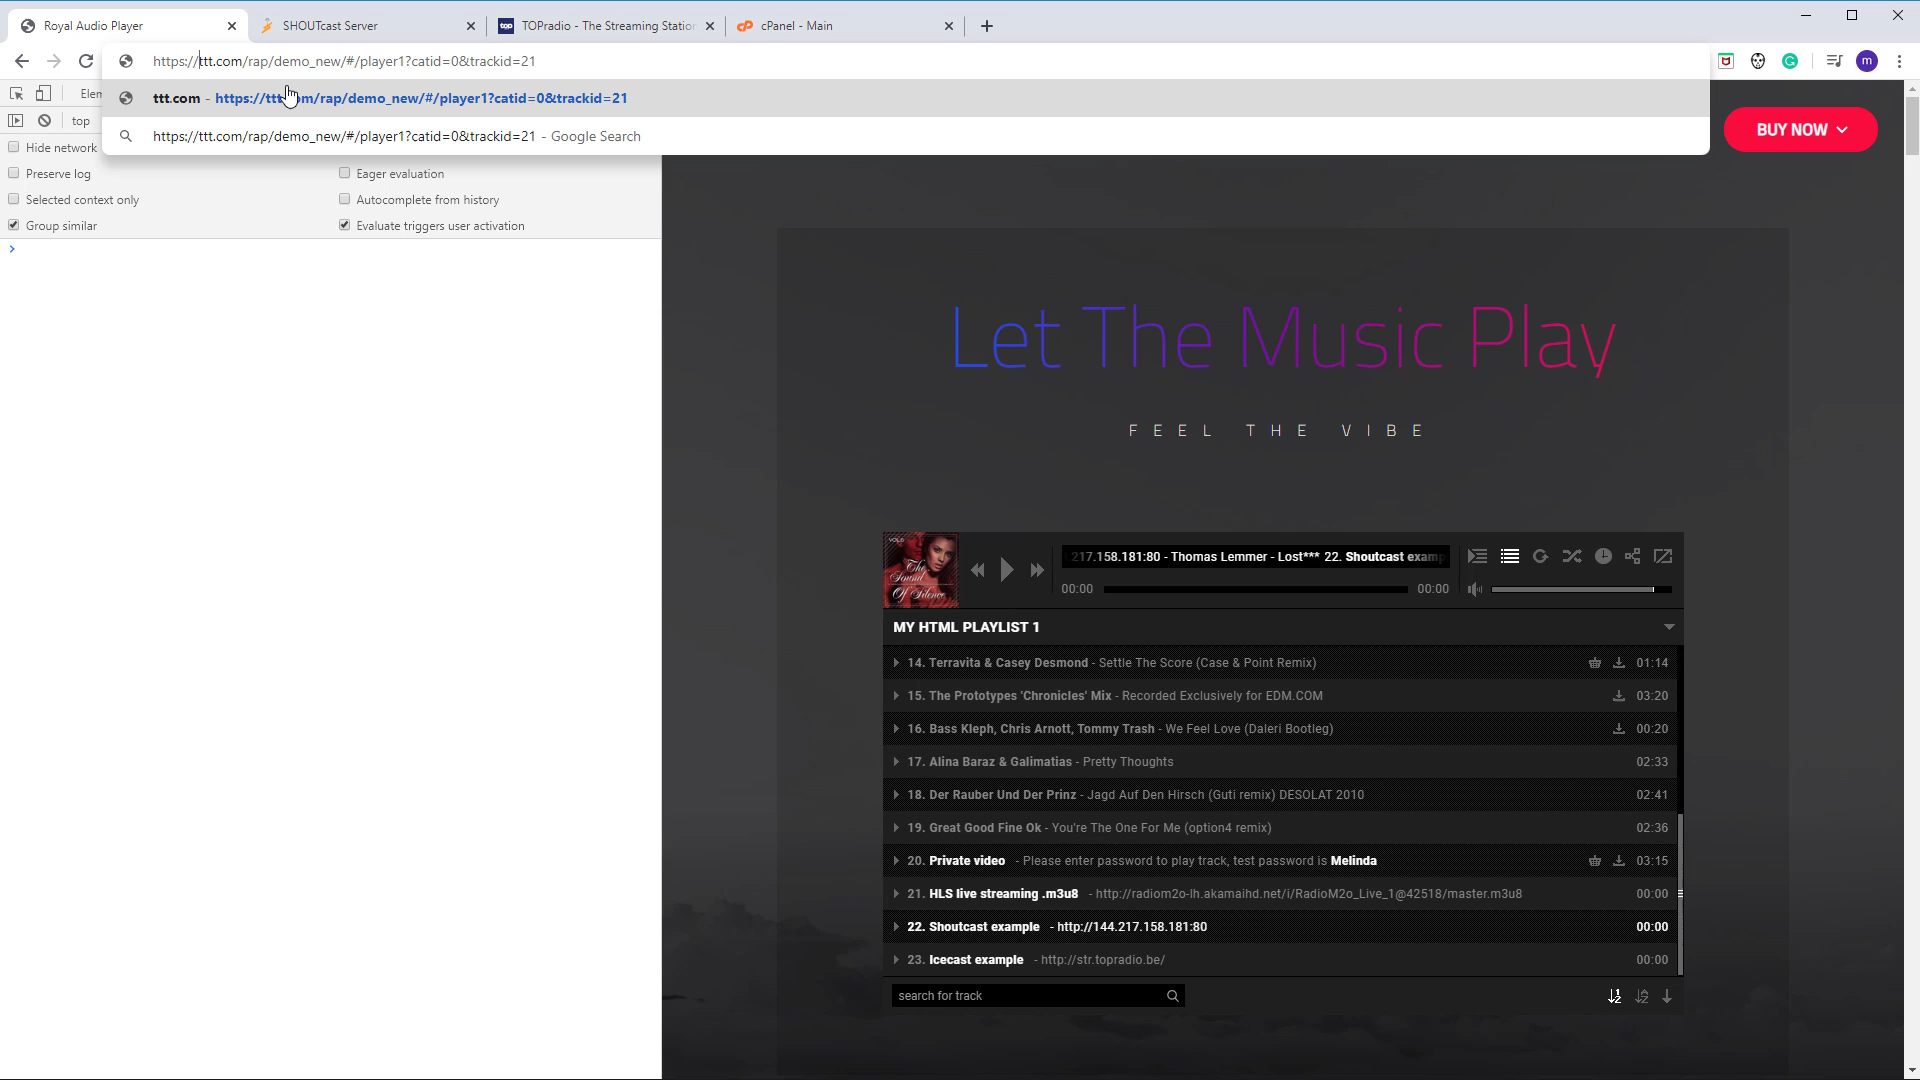 Royal Audio Player
SHOUTcast Server
top TOPradio - The Streaming Station
cP cPanel - Main
https://ttt.com/rap/demo_new/#/player1?catid=0&trackid=21
m
ttt.com - https://ttt.com/rap/demo_new/#/player1?catid=0&trackid=21
https://ttt.com/rap/demo_new/#/player1?catid=0&trackid=21 - Google Search
top
Hide network
Preserve log
Eager evaluation
Selected context only
Autocomplete from history
Group similar
Evaluate triggers user activation
BUY NOW
Let The Music Play
FEEL THE VIBE
VOL.6
The Sound Of Silence
217.158.181:80 - Thomas Lemmer - Lost*** 22. Shoutcast examp
00:00
00:00
MY HTML PLAYLIST 1
14. Terravita & Casey Desmond - Settle The Score (Case & Point Remix) 01:14
15. The Prototypes 'Chronicles' Mix - Recorded Exclusively for EDM.COM 03:20
16. Bass Kleph, Chris Arnott, Tommy Trash - We Feel Love (Daleri Bootleg) 00:20
17. Alina Baraz & Galimatias - Pretty Thoughts 02:33
18. Der Rauber Und Der Prinz - Jagd Auf Den Hirsch (Guti remix) DESOLAT 2010 02:41
19. Great Good Fine Ok - You're The One For Me (option4 remix) 02:36
20. Private video - Please enter password to play track, test password is Melinda 03:15
21. HLS live streaming .m3u8 - http://radiom2o-lh.akamaihd.net/i/RadioM2o_Live_1@42518/master.m3u8 00:00
22. Shoutcast example - http://144.217.158.181:80 00:00
23. Icecast example - http://str.topradio.be/ 00:00
search for track